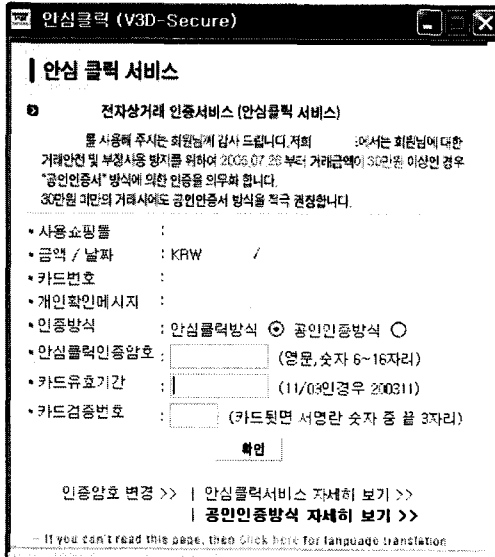 안심클릭 (V3D-Secure)
안심 클릭 서비스
전자상거래 인증서비스 (안심클릭 서비스)
를 사용해 주시는 회원님께 감사 드립니다.저희 에서는 회원님에 대한
거래안전 및 부정사용 방지를 위하여 부터 거래금액이 30만원 이상인 경우
"공인인증서" 방식에 의한 인증을 의무화 합니다.
30만원 미만의 거래시에도 공인인증서 방식을 적극 권장합니다.
• 사용쇼핑몰 :
• 금액 / 날짜 : KRW /
• 카드번호 :
• 개인확인메시지 :
• 인증방식 : 안심클릭방식 공인인증방식
• 안심클릭인증암호 : (영문,숫자 6~16자리)
• 카드유효기간 : (11/03인경우 200311)
• 카드검증번호 : (카드뒷면 서명란 숫자 중 끝 3자리)
확인
인증암호 변경 >> | 안심클릭서비스 자세히 보기 >>
| 공인인증방식 자세히 보기 >>
- If you can't read this page, then Click here for language translation